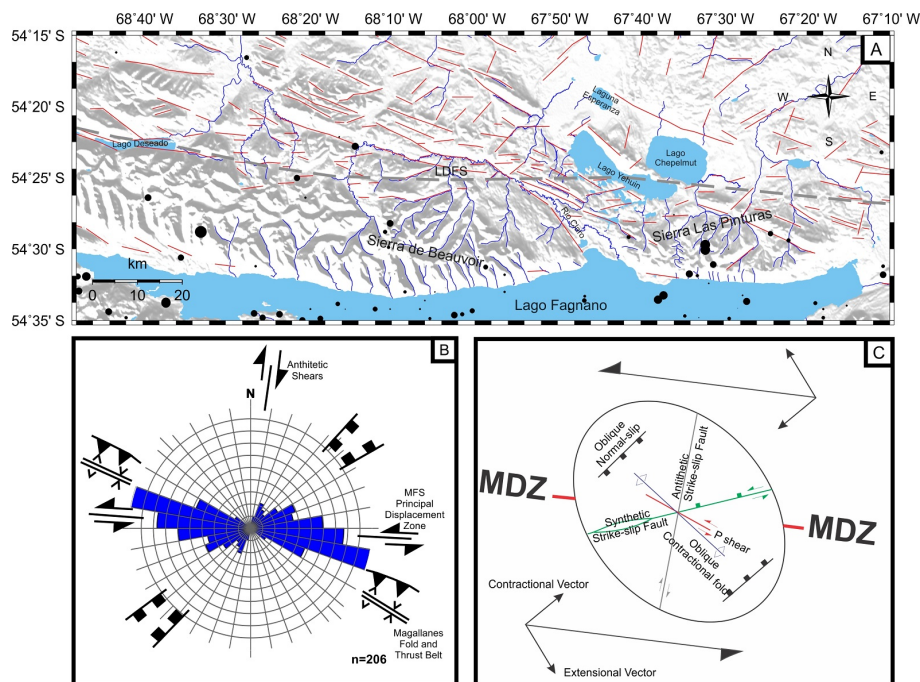 68°40' W 68°30' W 68°20' W 68°10' W 68°00' W 67°50' W 67°40' W 67°30' W 67°20' W 67°10' W
54°15' S
54°20' S
54°25' S
54°30' S
54°35' S
A
N
W E
S
Laguna
Esperanza
Lago Deseado
Lago
Chepelmut
LDFS
Lago Yehuin
Rio Claro
Sierra Las Pinturas
Sierra de Beauvoir
km
0 10 20
Lago Fagnano
B
Anthitetic
Shears
N
MFS
Principal
Displacement
Zone
Magallanes
Fold and
Thrust Belt
n=206
C
Oblique
Normal-slip
Antithetic
Strike-slip Fault
MDZ
Synthetic
Strike-slip Fault
P shear
MDZ
Oblique
Contractional fold
Contractional Vector
Extensional Vector